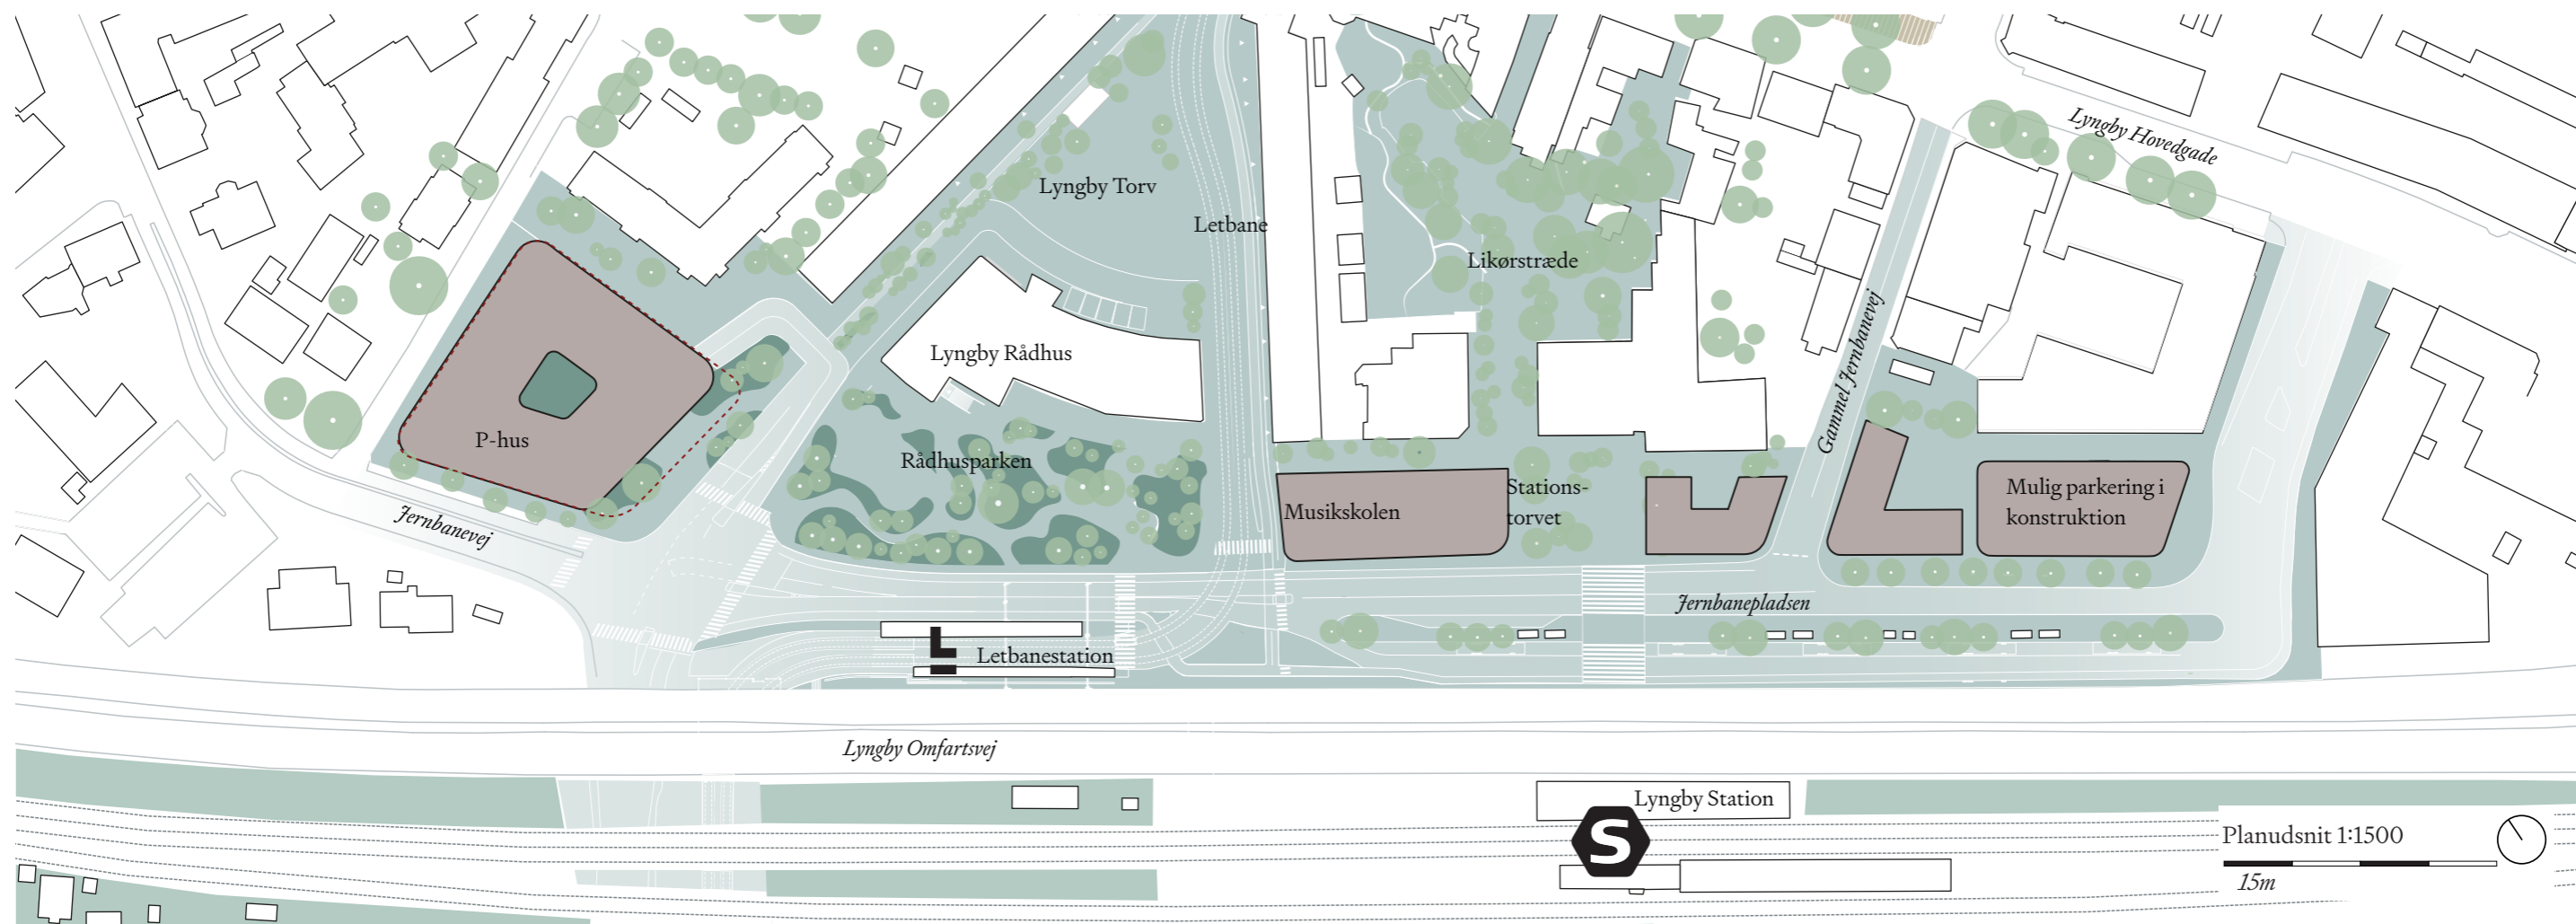 Lyngby Hovedgade
Lyngby Torv
Letbane
Likørstræde
Lyngby Rådhus
Gammel Jernbanevej
P-hus
Rådhusparken
Musikskolen
Stations-
torvet
Mulig parkering i
konstruktion
Jernbanevej
Jernbanepladsen
L
Letbanestation
Lyngby Omfartsvej
Lyngby Station
S
Planudsnit 1:1500
15m